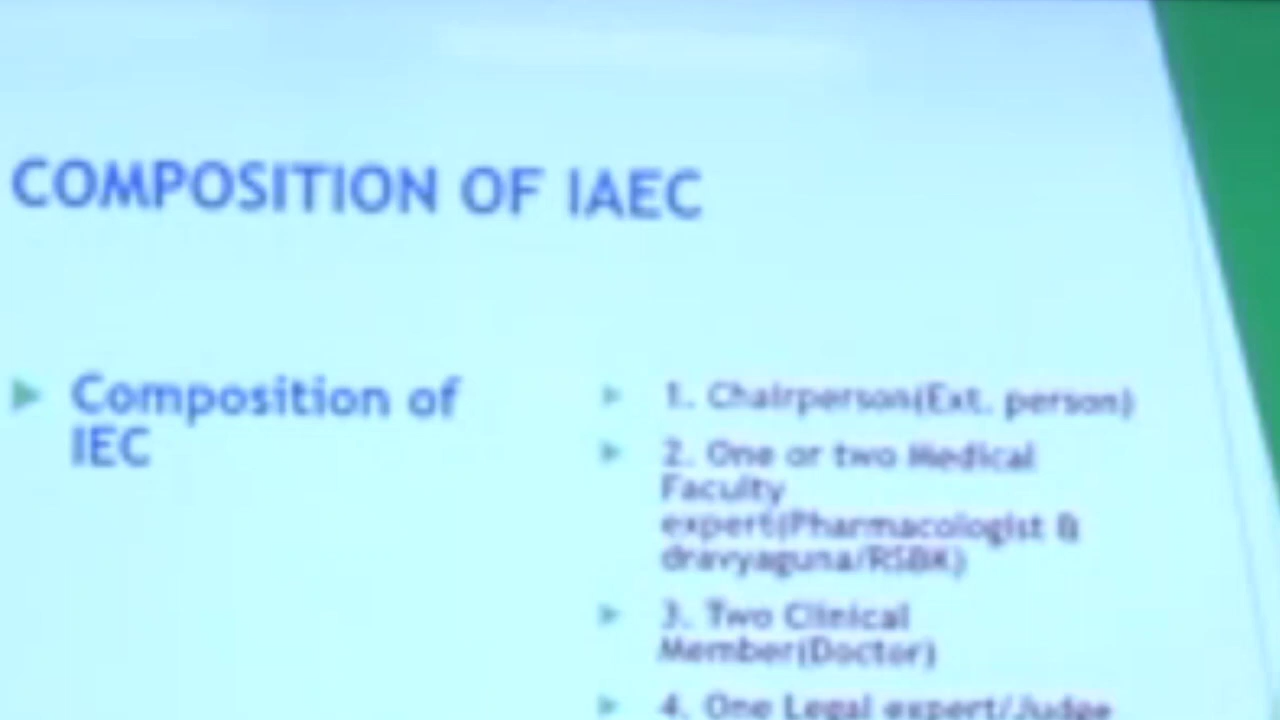 COMPOSITION OF IAEC
Composition of
IEC
1. Chairperson(Ext. person)
2. One or two Medical
Faculty
expert(Pharmacologist &
dravyaguna/RSBK)
3. Two Clinical
Member(Doctor)
4. One Legal expert/Judge